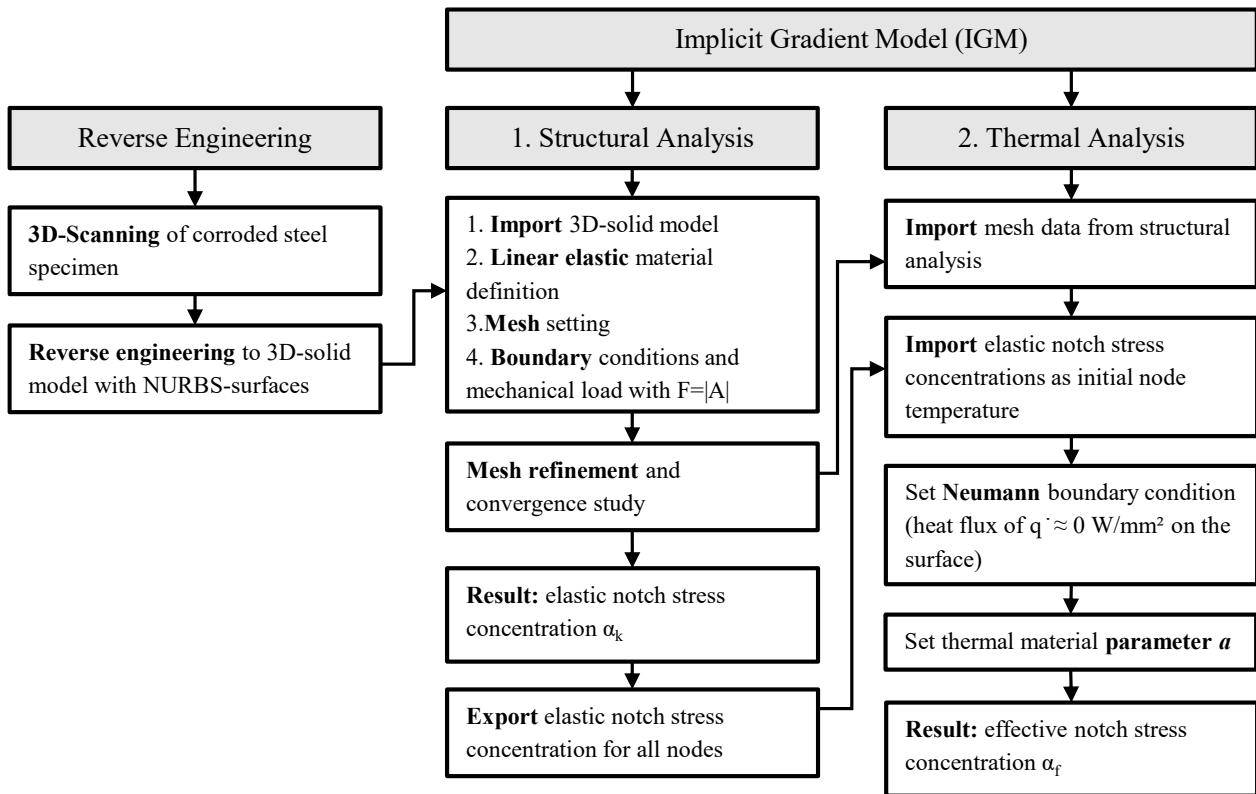 Implicit Gradient Model (IGM)
Reverse Engineering
3D-Scanning of corroded steel
specimen
Reverse engineering to 3D-solid
model with NURBS-surfaces
1. Structural Analysis
1. Import 3D-solid model
2. Linear elastic material
definition
3.Mesh setting
4. Boundary conditions and
mechanical load with F=|A|
Mesh refinement and
convergence study
Result: elastic notch stress
concentration αk
Export elastic notch stress
concentration for all nodes
2. Thermal Analysis
Import mesh data from structural
analysis
Import elastic notch stress
concentrations as initial node
temperature
Set Neumann boundary condition
(heat flux of q˙≈ 0 W/mm² on the
surface)
Set thermal material parameter a
Result: effective notch stress
concentration αf